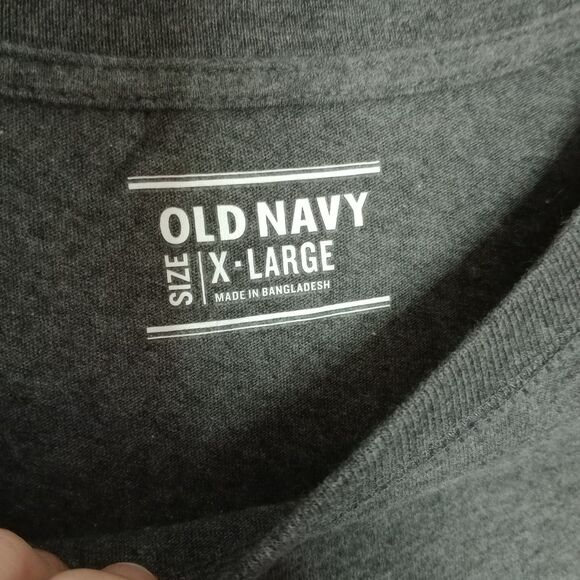 OLD NAVY
SIZE
X-LARGE
MADE IN BANGLADESH